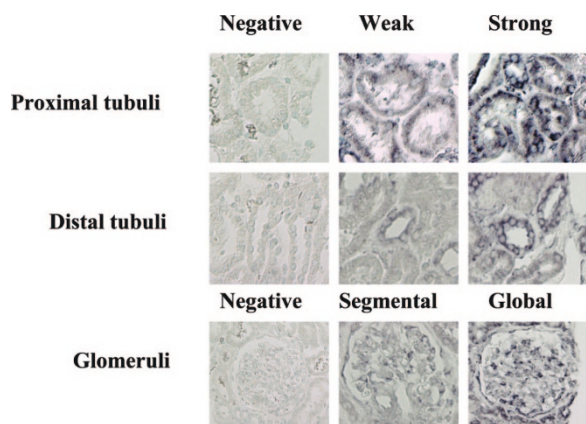 Negative Weak Strong
Proximal tubuli
Distal tubuli
Negative Segmental Global
Glomeruli